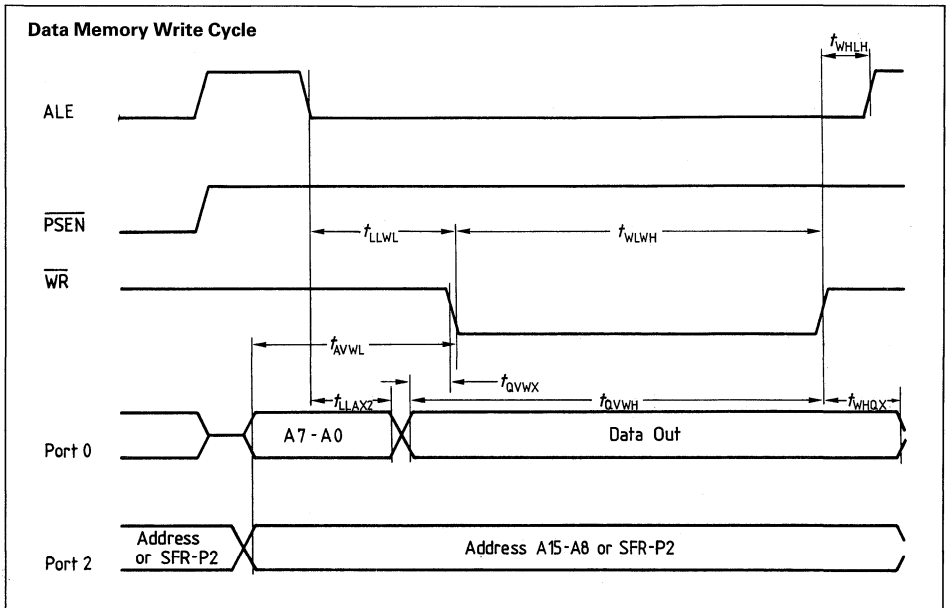 Data Memory Write Cycle
tWHLH
ALE
PSEN
tLLWL
tWLWH
WR
tAVWL
tQVWX
tLLAX2
tQVWH
tWHQX
Port 0
A7-A0
Data Out
Port 2
Address
or SFR-P2
Address A15-A8 or SFR-P2